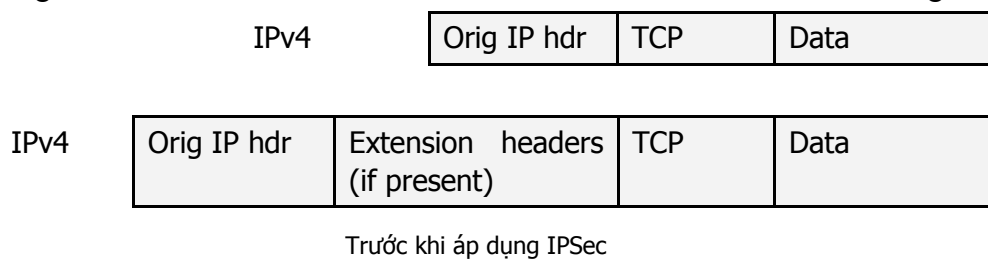 IPv4 Orig IP hdr TCP Data
IPv4 Orig IP hdr Extension headers (if present) TCP Data
Trước khi áp dụng IPSec